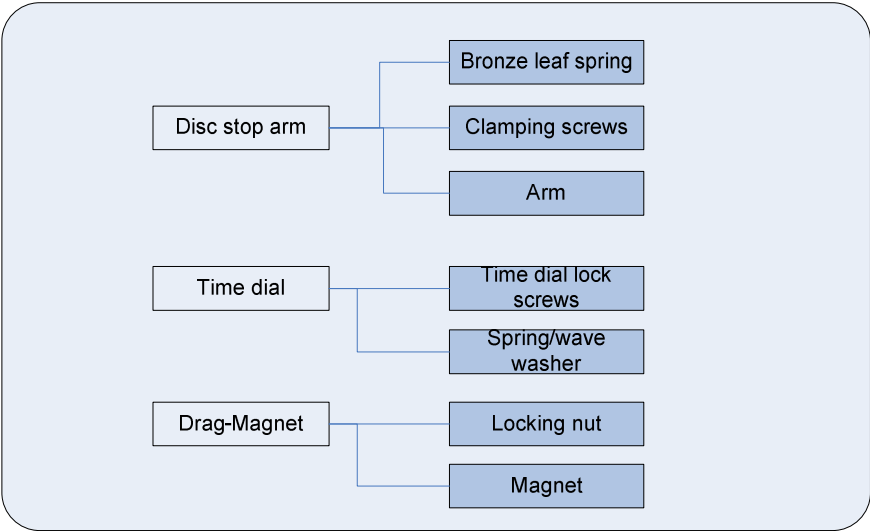 Bronze leaf spring
Disc stop arm
Clamping screws
Arm
Time dial
Time dial lock
screws
Spring/wave
washer
Drag-Magnet
Locking nut
Magnet